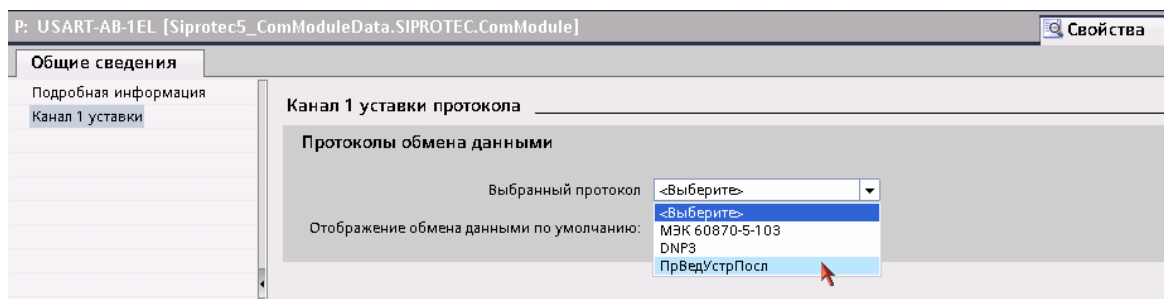 P: USART-AB-1EL [Siprotec5_ComModuleData.SIPROTEC.ComModule]
Свойства
Общие сведения
Подробная информация
Канал 1 уставки
Канал 1 уставки протокола
Протоколы обмена данными
Выбранный протокол <Выберите>
<Выберите>
Отображение обмена данными по умолчанию: МЭК 60870-5-103
DNP3
ПрВедУстрПосл